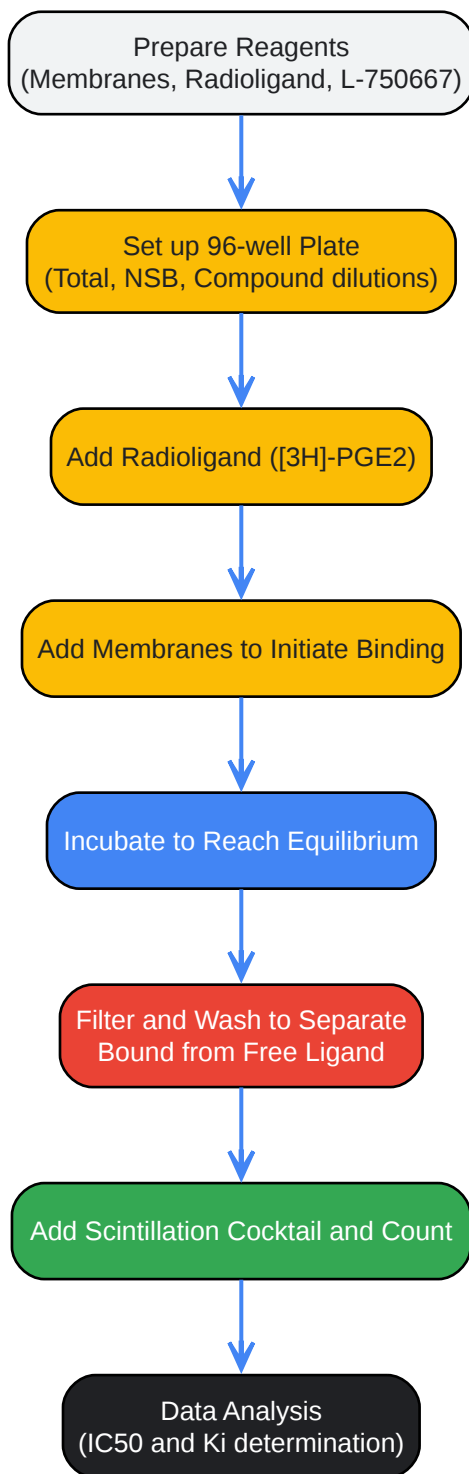 Prepare Reagents
(Membranes, Radioligand, L-750667)
Set up 96-well Plate
(Total, NSB, Compound dilutions)
Add Radioligand ([3H]-PGE2)
Add Membranes to Initiate Binding
Incubate to Reach Equilibrium
Filter and Wash to Separate
Bound from Free Ligand
Add Scintillation Cocktail and Count
Data Analysis
(IC50 and Ki determination)